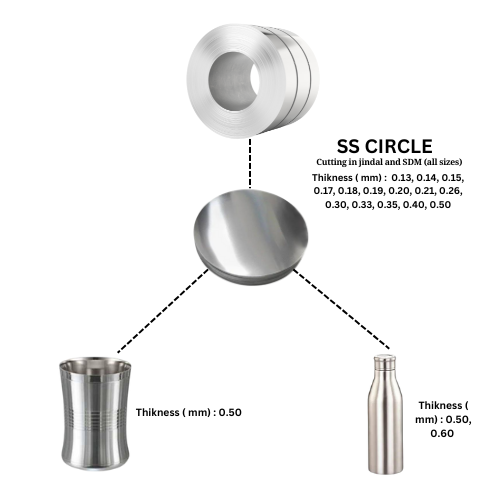 SS CIRCLE
Cutting in jindal and SDM (all sizes)
Thikness ( mm) : 0.13, 0.14, 0.15,
0.17, 0.18, 0.19, 0.20, 0.21, 0.26,
0.30, 0.33, 0.35, 0.40, 0.50
Thikness ( mm) : 0.50
Thikness (
mm) : 0.50,
0.60